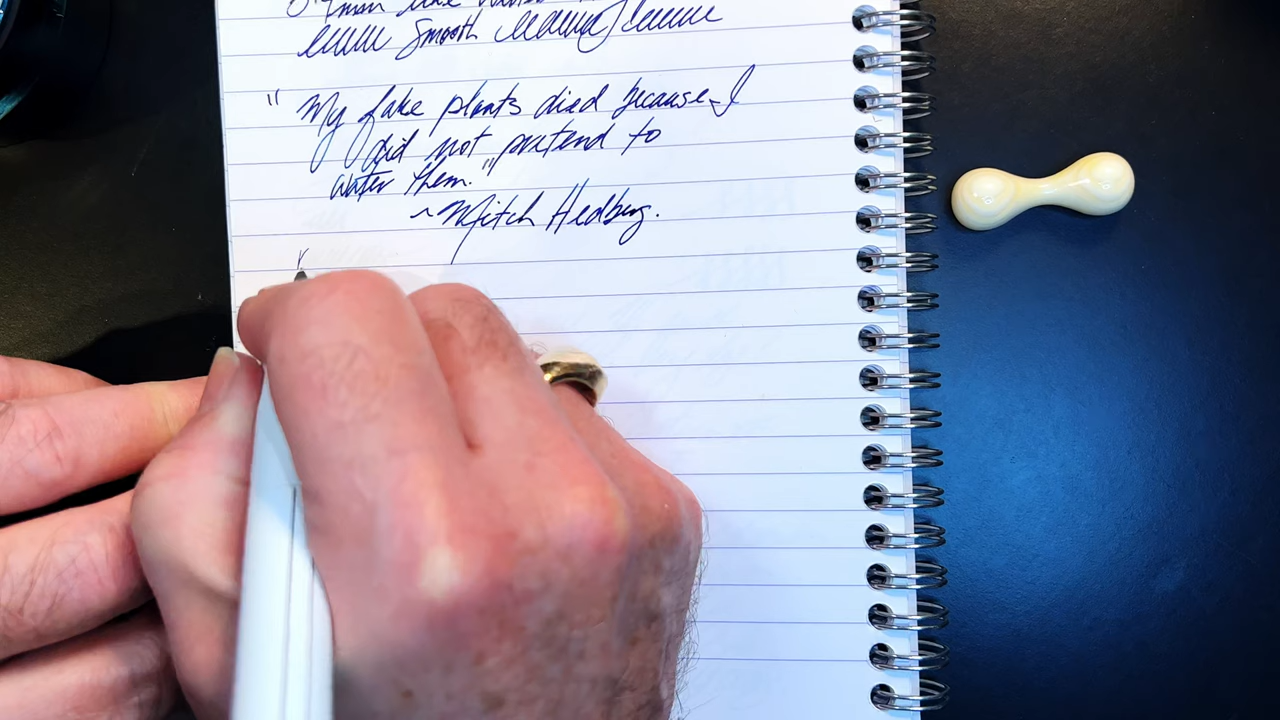 Smooth
"My fake plants died because I
did not pretend to
water them."
~Mitch Hedberg.